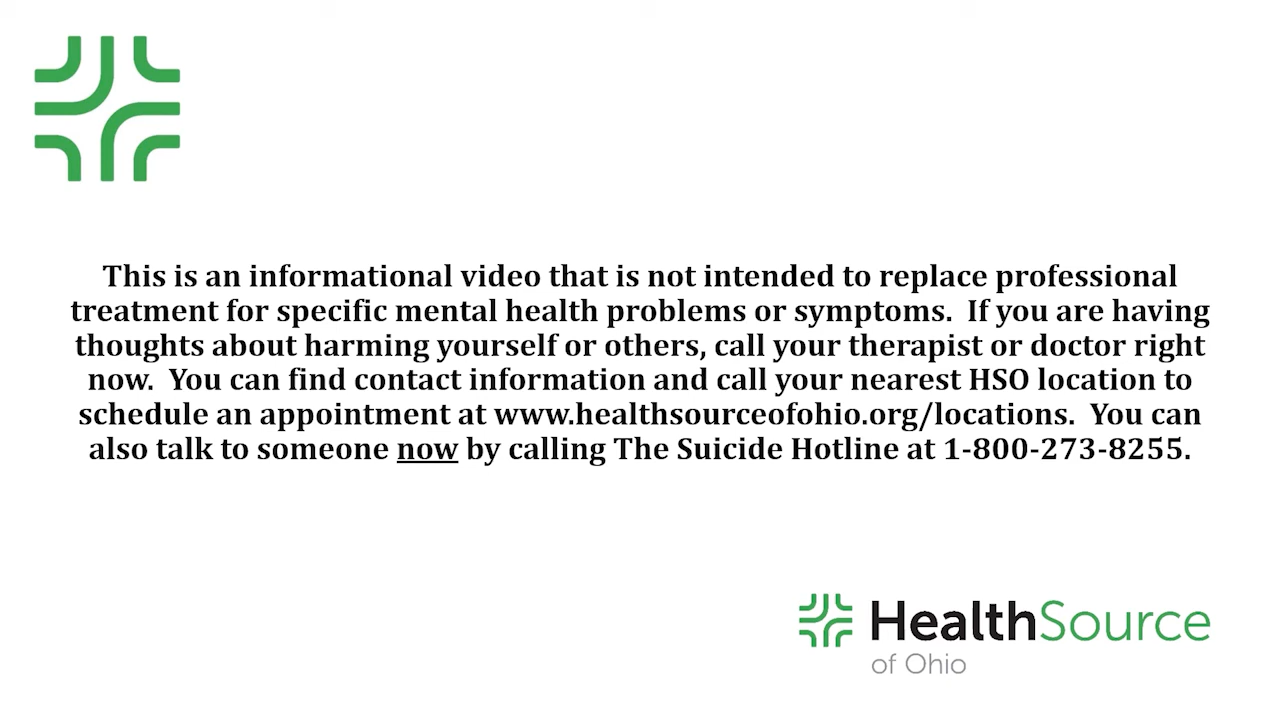 This is an informational video that is not intended to replace professional
treatment for specific mental health problems or symptoms.  If you are having
thoughts about harming yourself or others, call your therapist or doctor right
now.  You can find contact information and call your nearest HSO location to
schedule an appointment at www.healthsourceofohio.org/locations.  You can
also talk to someone now by calling The Suicide Hotline at 1-800-273-8255.
HealthSource
of Ohio